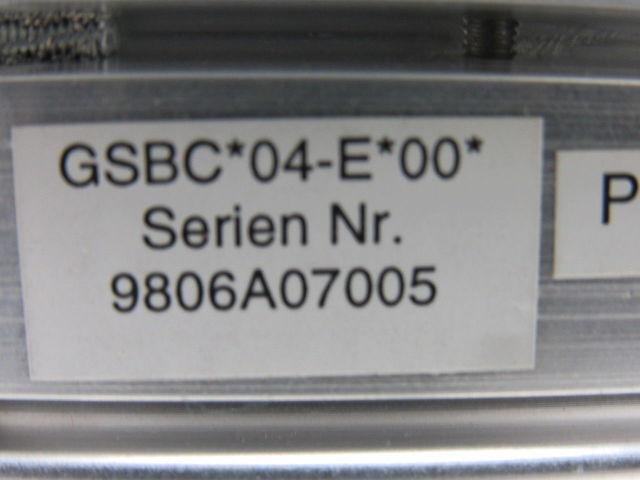 GSBC*04-E*00*
Serien Nr.
9806A07005
P